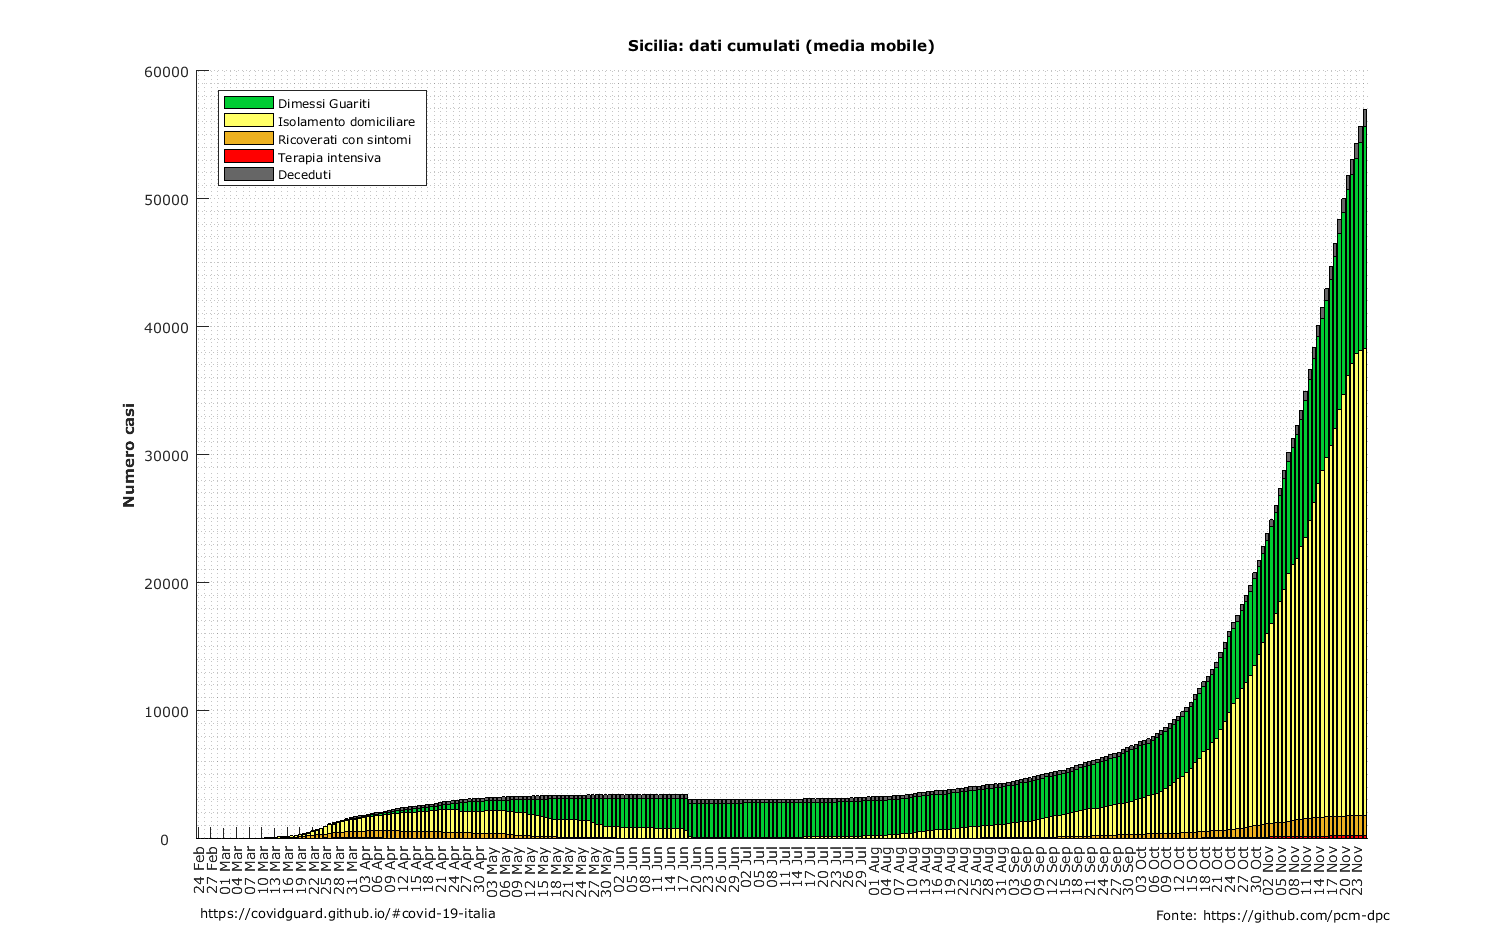 Sicilia: dati cumulati (media mobile)
60000
50000
40000
30000
20000
10000
0
Numero casi
Dimessi Guariti
Isolamento domiciliare
Ricoverati con sintomi
Terapia intensiva
Deceduti
24 Feb
27 Feb
01 Mar
04 Mar
07 Mar
10 Mar
13 Mar
16 Mar
19 Mar
22 Mar
25 Mar
28 Mar
31 Mar
03 Apr
06 Apr
09 Apr
12 Apr
15 Apr
18 Apr
21 Apr
24 Apr
27 Apr
30 Apr
03 May
06 May
09 May
12 May
15 May
18 May
21 May
24 May
27 May
30 May
02 Jun
05 Jun
08 Jun
11 Jun
14 Jun
17 Jun
20 Jun
23 Jun
26 Jun
29 Jun
02 Jul
05 Jul
08 Jul
11 Jul
14 Jul
17 Jul
20 Jul
23 Jul
26 Jul
29 Jul
01 Aug
04 Aug
07 Aug
10 Aug
13 Aug
16 Aug
19 Aug
22 Aug
25 Aug
28 Aug
31 Aug
03 Sep
06 Sep
09 Sep
12 Sep
15 Sep
18 Sep
21 Sep
24 Sep
27 Sep
30 Sep
03 Oct
06 Oct
09 Oct
12 Oct
15 Oct
18 Oct
21 Oct
24 Oct
27 Oct
30 Oct
02 Nov
05 Nov
08 Nov
11 Nov
14 Nov
17 Nov
20 Nov
23 Nov
https://covidguard.github.io/#covid-19-italia
Fonte: https://github.com/pcm-dpc